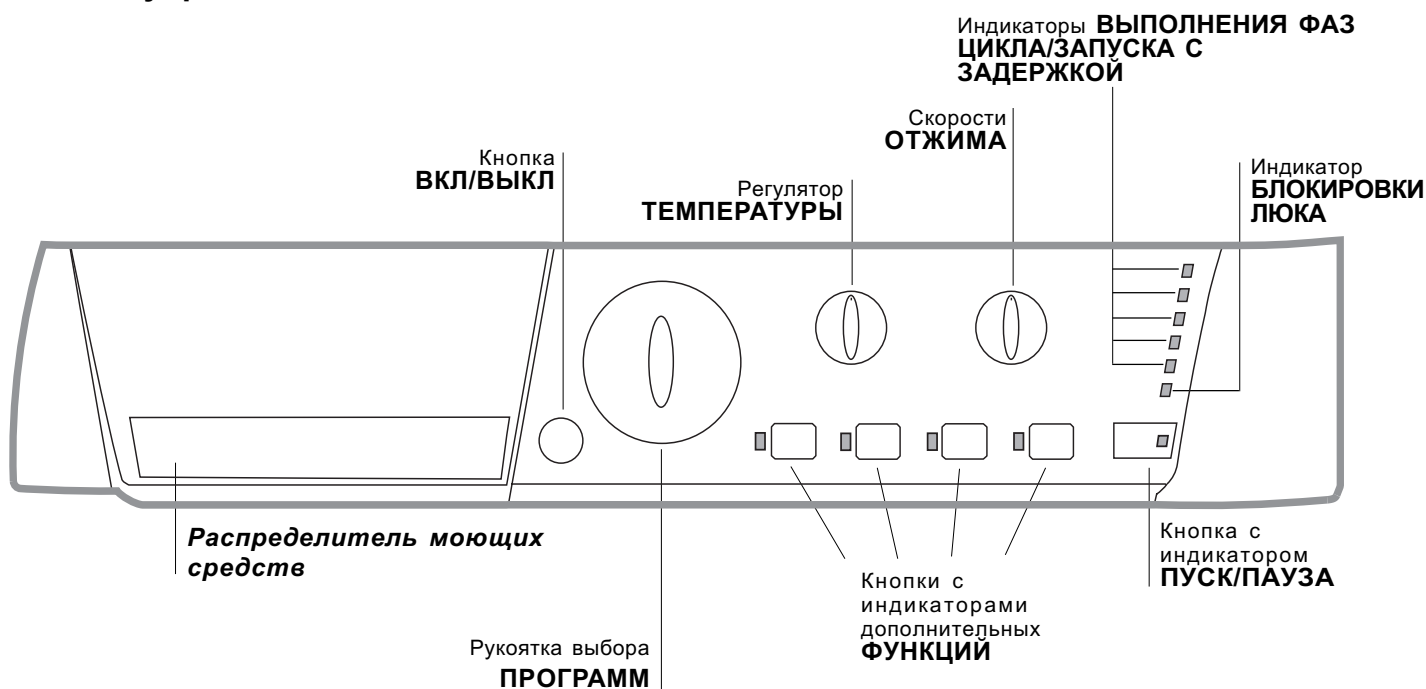 Индикаторы ВЫПОЛНЕНИЯ ФАЗ
ЦИКЛА/ЗАПУСКА С
ЗАДЕРЖКОЙ
Скорости
ОТЖИМА
Кнопка
ВКЛ/ВЫКЛ
Регулятор
ТЕМПЕРАТУРЫ
Индикатор
БЛОКИРОВКИ
ЛЮКА
Распределитель моющих
средств
Кнопка с
индикатором
ПУСК/ПАУЗА
Кнопки с
индикаторами
дополнительных
ФУНКЦИЙ
Рукоятка выбора
ПРОГРАММ